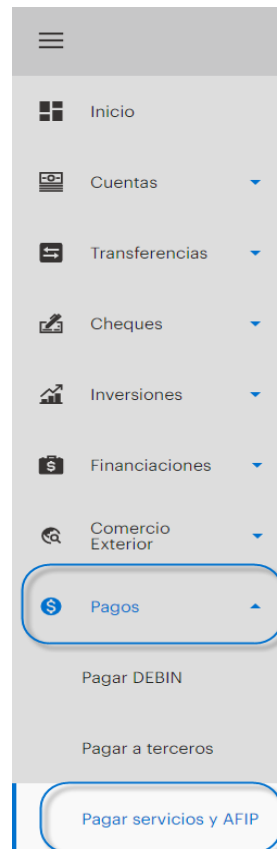 Inicio
Cuentas
Transferencias
Cheques
Inversiones
Financiaciones
Comercio
Exterior
Pagos
Pagar DEBIN
Pagar a terceros
Pagar servicios y AFIP